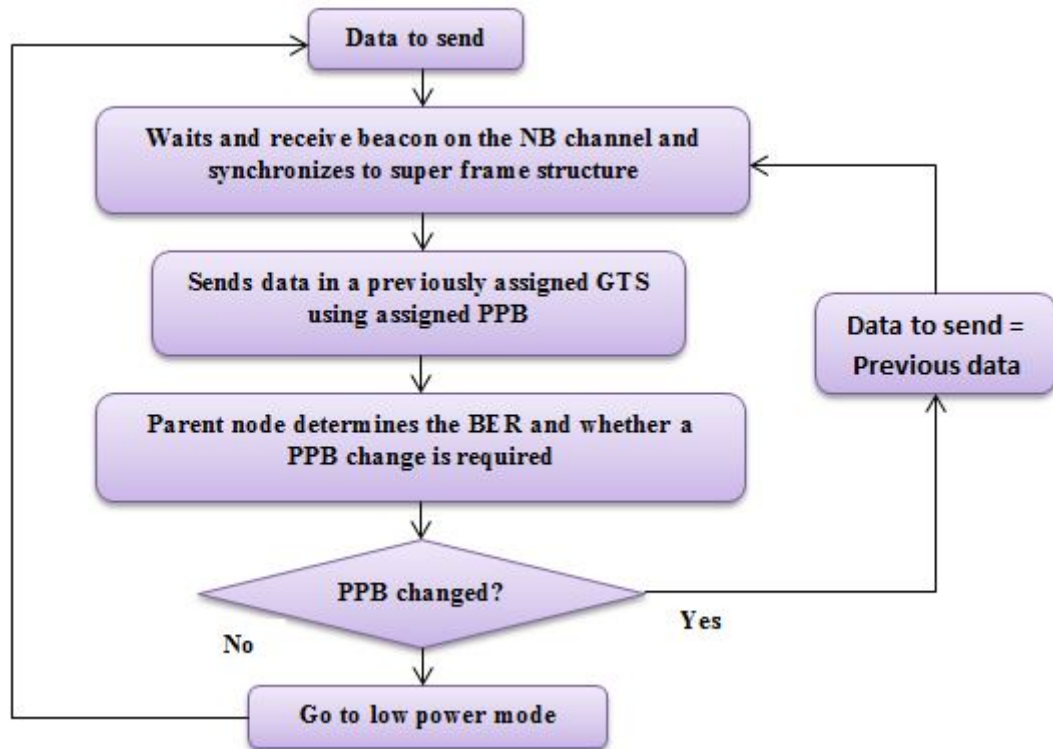 Data to send
Waits and receive beacon on the NB channel and
synchronizes to super frame structure
Sends data in a previously assigned GTS
using assigned PPB
Data to send =
Previous data
Parent node determines the BER and whether a
PPB change is required
PPB changed?
Yes
No
Go to low power mode